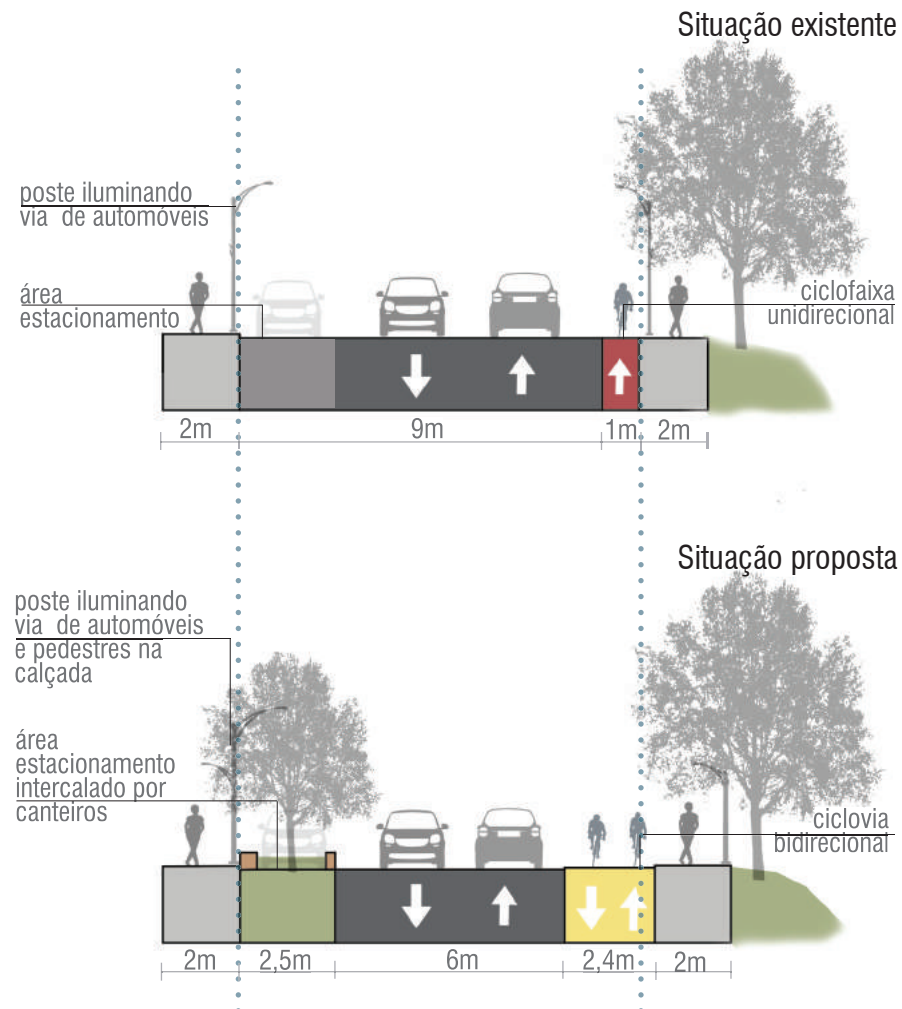 Situação existente
poste iluminando
via de automóveis
área
estacionamento
ciclofaixa
unidirecional
2m
9m
1m
2m
Situação proposta
poste iluminando
via de automóveis
e pedestres na
calçada
área
estacionamento
intercalado por
canteiros
ciclovia
bidirecional
2m
2,5m
6m
2,4m
2m